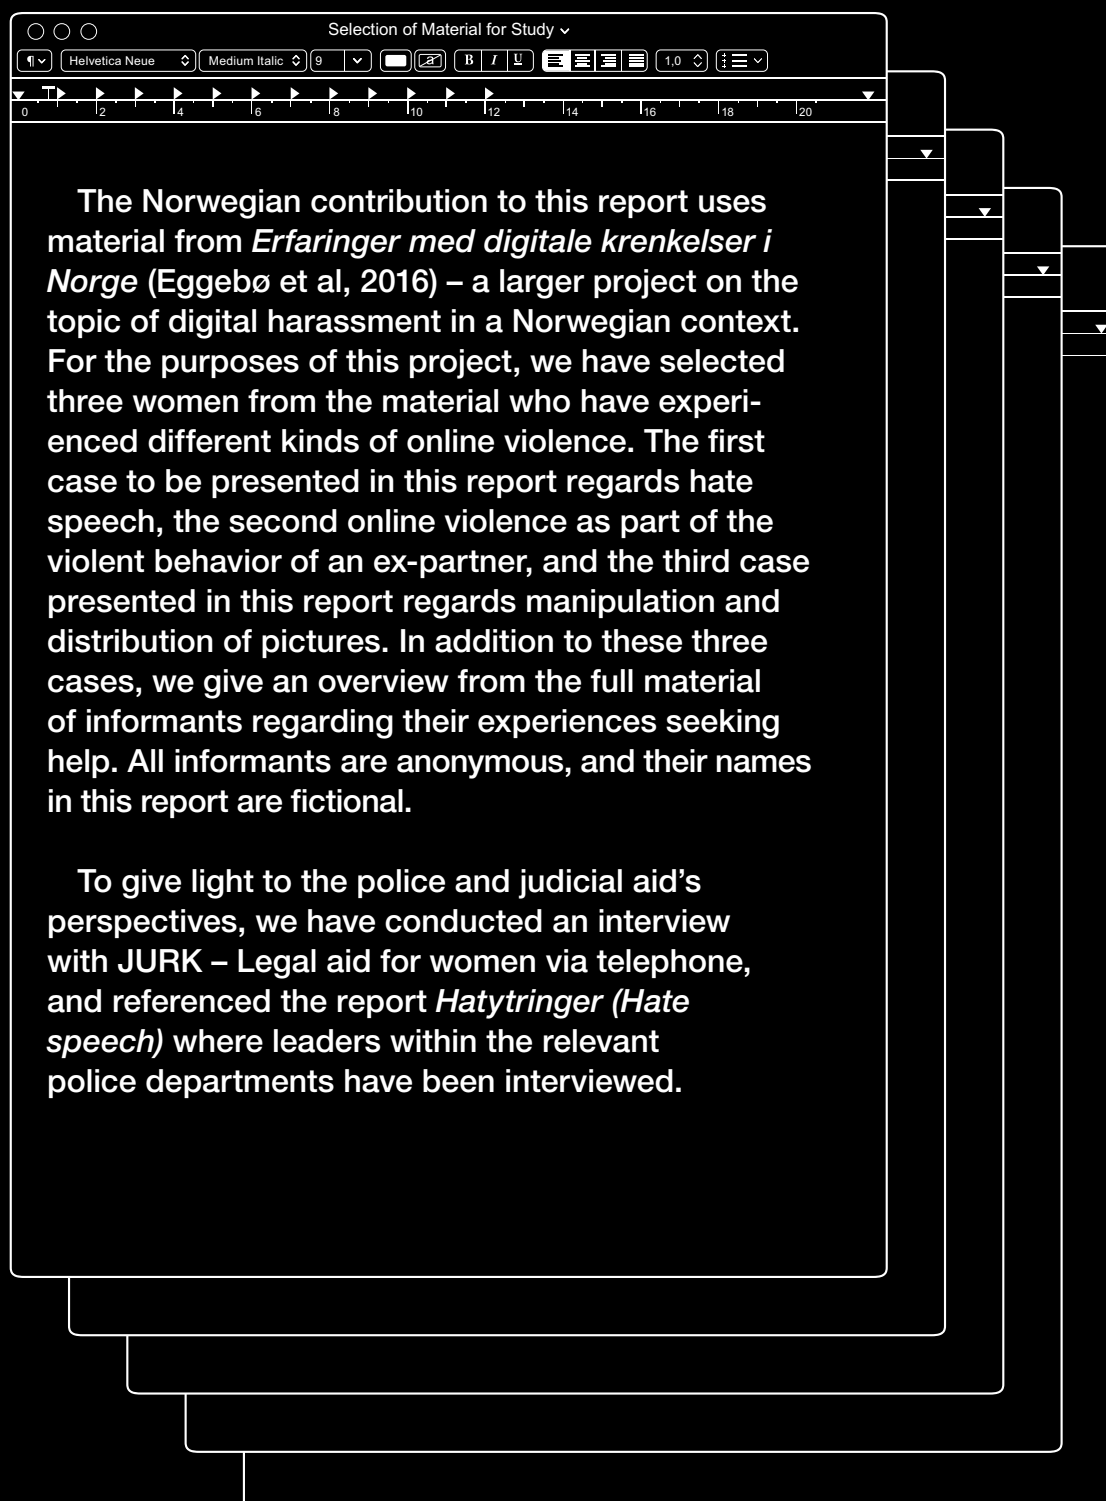 Selection of Material for Study
¶ Helvetica Neue Medium Italic 9 a B I U 1,0
0 2 4 6 8 10 12 14 16 18 20
The Norwegian contribution to this report uses
material from Erfaringer med digitale krenkelser i
Norge (Eggebø et al, 2016) – a larger project on the
topic of digital harassment in a Norwegian context.
For the purposes of this project, we have selected
three women from the material who have experi-
enced different kinds of online violence. The first
case to be presented in this report regards hate
speech, the second online violence as part of the
violent behavior of an ex-partner, and the third case
presented in this report regards manipulation and
distribution of pictures. In addition to these three
cases, we give an overview from the full material
of informants regarding their experiences seeking
help. All informants are anonymous, and their names
in this report are fictional.
To give light to the police and judicial aid’s
perspectives, we have conducted an interview
with JURK – Legal aid for women via telephone,
and referenced the report Hatytringer (Hate
speech) where leaders within the relevant
police departments have been interviewed.